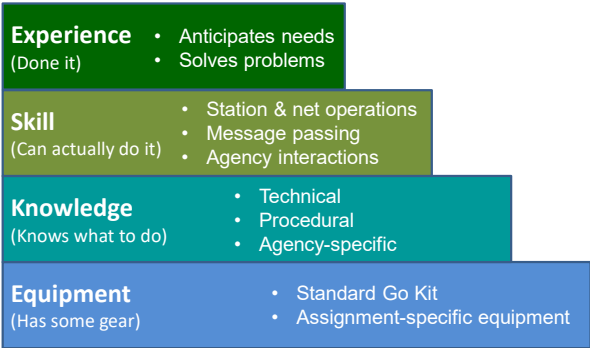 Experience
(Done it)
• Anticipates needs
• Solves problems
Skill
(Can actually do it)
• Station & net operations
• Message passing
• Agency interactions
Knowledge
(Knows what to do)
• Technical
• Procedural
• Agency-specific
Equipment
(Has some gear)
• Standard Go Kit
• Assignment-specific equipment